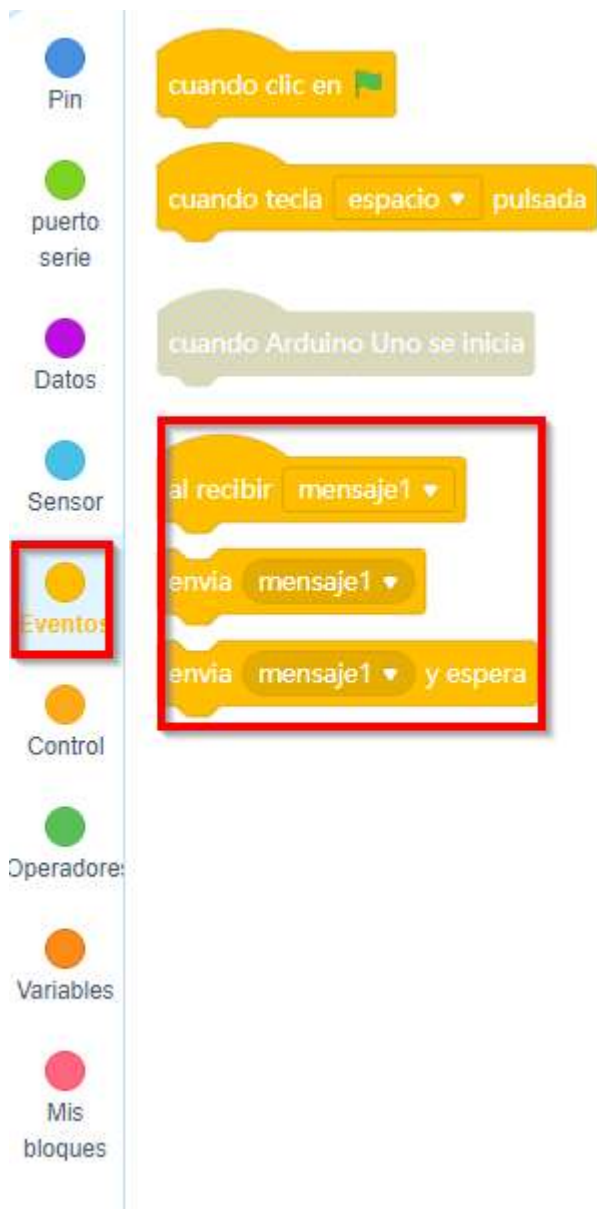 Pin
puerto
serie
Datos
Sensor
Eventos
Control
Operadores
Variables
Mis
bloques
cuando clic en
cuando tecla espacio pulsada
cuando Arduino Uno se inicia
al recibir mensaje1
envia mensaje1
envia mensaje1 y espera